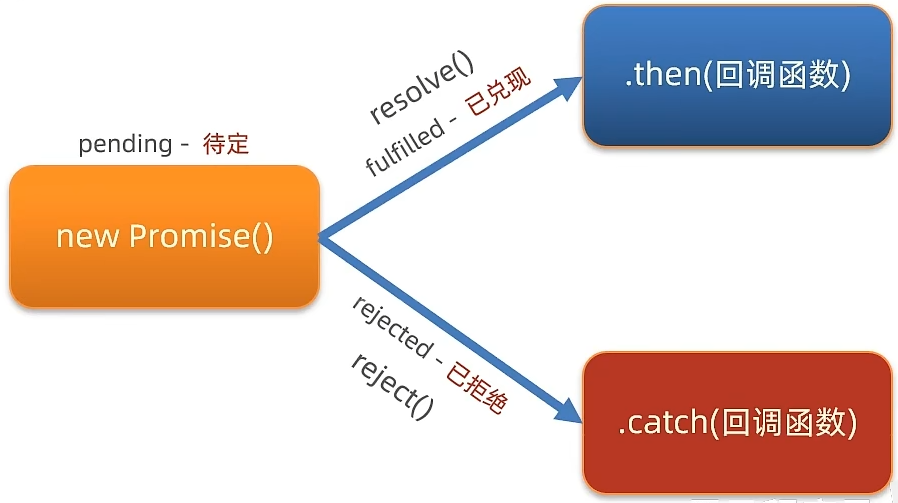 resolve()
fulfilled - 已兑现
.then(回调函数)
pending - 待定
new Promise()
rejected - 已拒绝
reject()
.catch(回调函数)